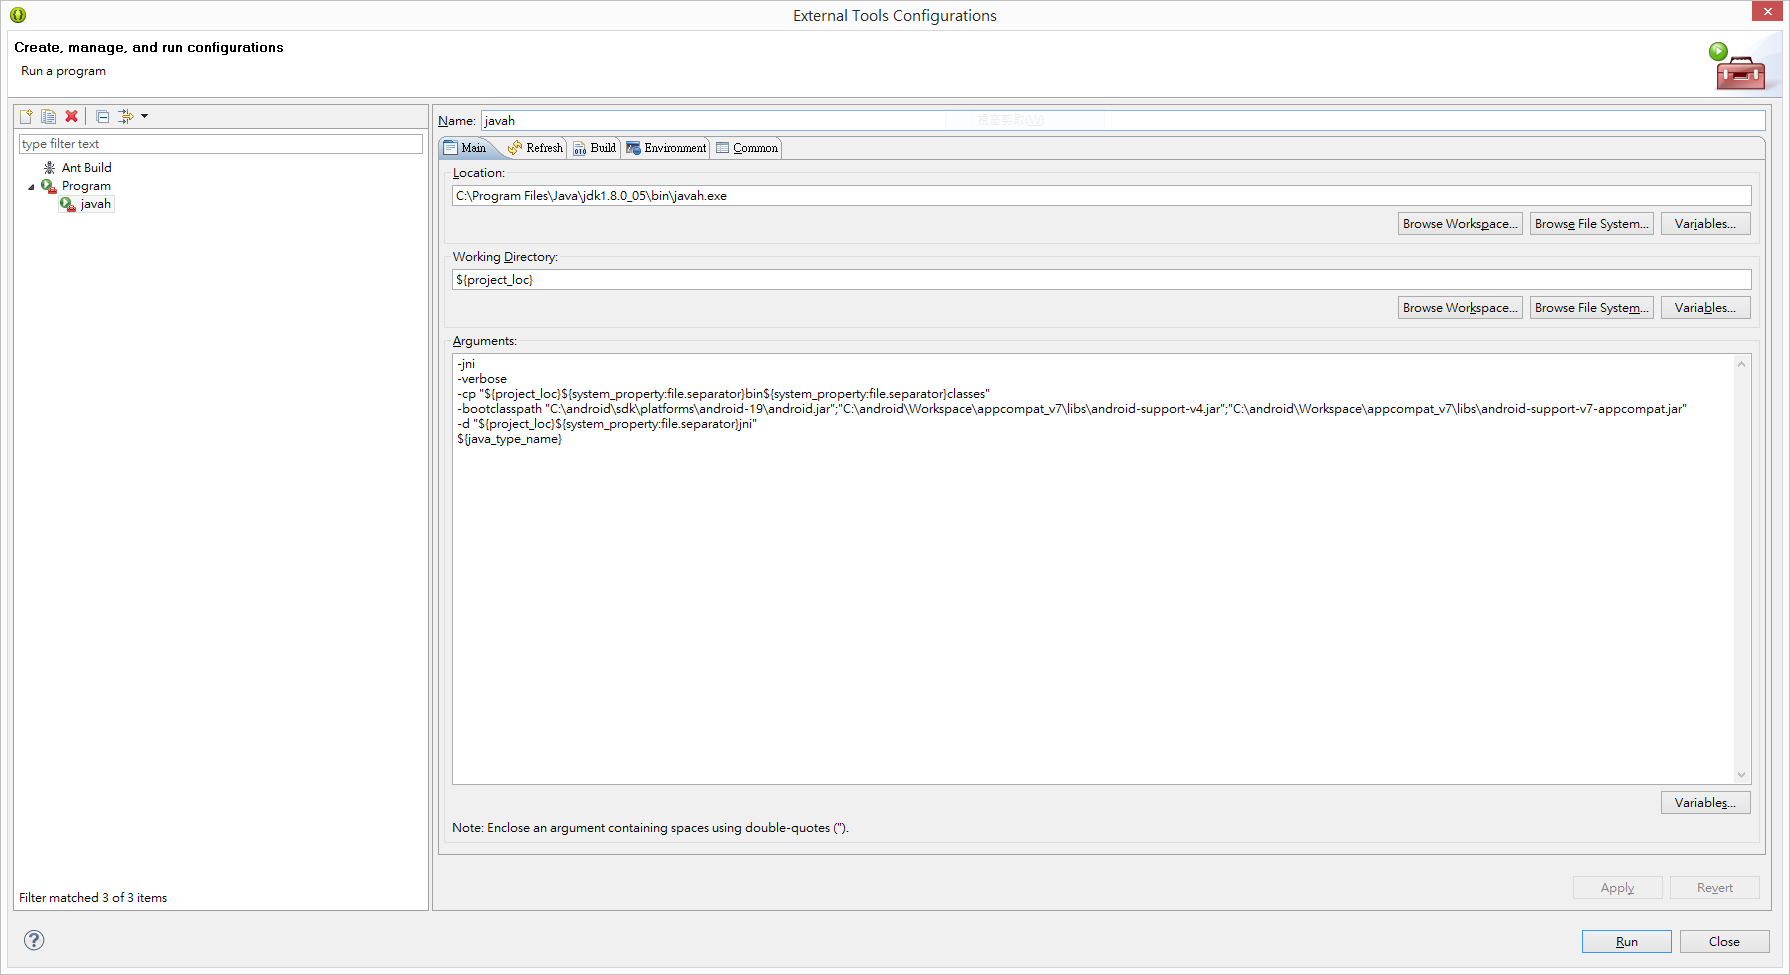 External Tools Configurations
Create, manage, and run configurations
Run a program
type filter text
Ant Build
Program
javah
Filter matched 3 of 3 items
Name: javah
視窗剪取(W)
Main Refresh Build Environment Common
Location:
C:\Program Files\Java\jdk1.8.0_05\bin\javah.exe
Browse Workspace... Browse File System... Variables...
Working Directory:
${project_loc}
Browse Workspace... Browse File System... Variables...
Arguments:
-jni
-verbose
-cp "${project_loc}${system_property:file.separator}bin${system_property:file.separator}classes"
-bootclasspath "C:\android\sdk\platforms\android-19\android.jar";"C:\android\Workspace\appcompat_v7\libs\android-support-v4.jar";"C:\android\Workspace\appcompat_v7\libs\android-support-v7-appcompat.jar"
-d "${project_loc}${system_property:file.separator}jni"
${java_type_name}
Variables...
Note: Enclose an argument containing spaces using double-quotes (").
Apply Revert
Run Close